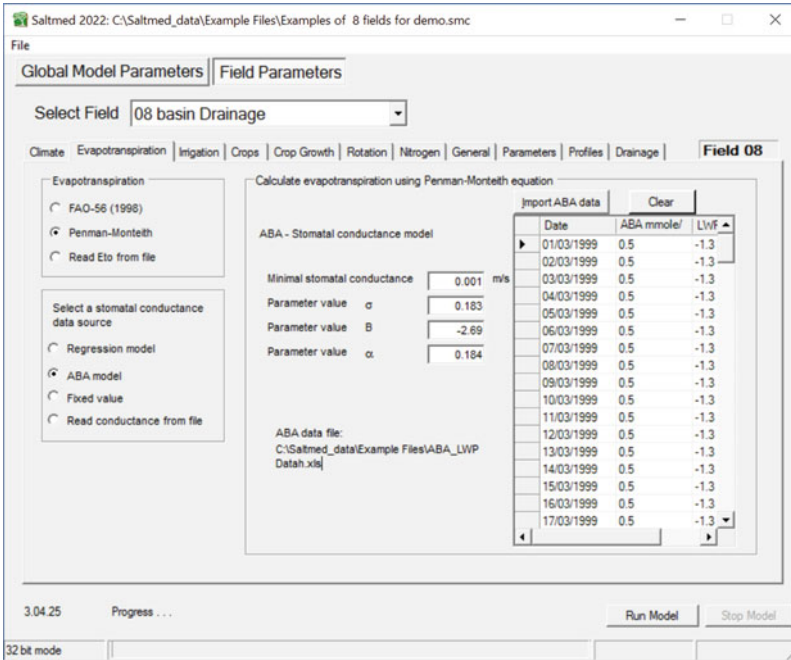 Saltmed 2022: C:\Saltmed_data\Example Files\Examples of 8 fields for demo.smc
File
Global Model Parameters Field Parameters
Select Field 08 basin Drainage
Climate Evapotranspiration Irrigation Crops Crop Growth Rotation Nitrogen General Parameters Profiles Drainage Field 08
Evapotranspiration
FAO-56 (1998)
Penman-Monteith
Read Eto from file
Select a stomatal conductance
data source
Regression model
ABA model
Fixed value
Read conductance from file
Calculate evapotranspiration using Penman-Monteith equation
Import ABA data Clear
ABA - Stomatal conductance model
Minimal stomatal conductance 0.001 m/s
Parameter value σ 0.183
Parameter value B -2.69
Parameter value α 0.184
ABA data file:
C:\Saltmed_data\Example Files\ABA_LWP
Datah.xls
Date ABA mmole/ LWF
01/03/1999 0.5 -1.3
02/03/1999 0.5 -1.3
03/03/1999 0.5 -1.3
04/03/1999 0.5 -1.3
05/03/1999 0.5 -1.3
06/03/1999 0.5 -1.3
07/03/1999 0.5 -1.3
08/03/1999 0.5 -1.3
09/03/1999 0.5 -1.3
10/03/1999 0.5 -1.3
11/03/1999 0.5 -1.3
12/03/1999 0.5 -1.3
13/03/1999 0.5 -1.3
14/03/1999 0.5 -1.3
15/03/1999 0.5 -1.3
16/03/1999 0.5 -1.3
17/03/1999 0.5 -1.3
3.04.25 Progress . . . Run Model Stop Model
32 bit mode